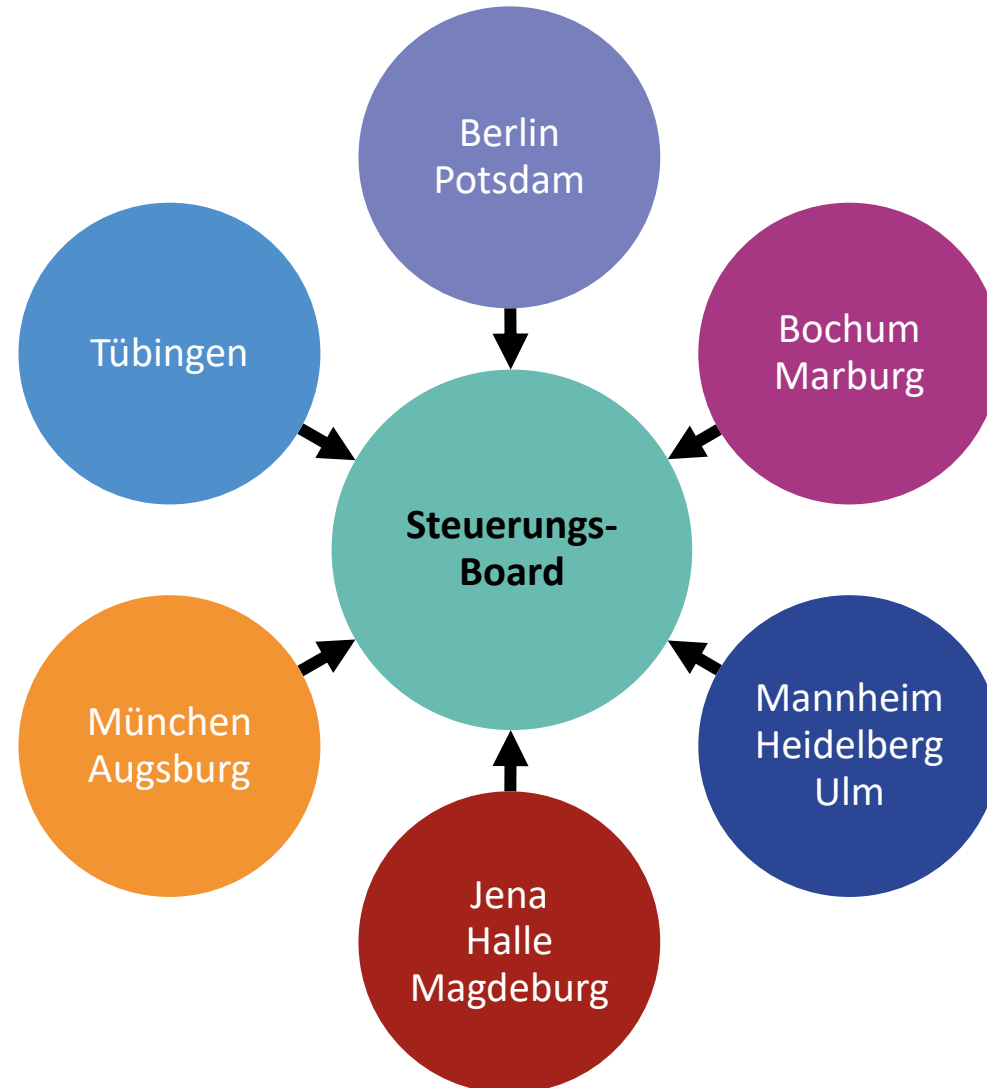 Berlin
Potsdam
Tübingen
Bochum
Marburg
Steuerungs-
Board
München
Augsburg
Mannheim
Heidelberg
Ulm
Jena
Halle
Magdeburg